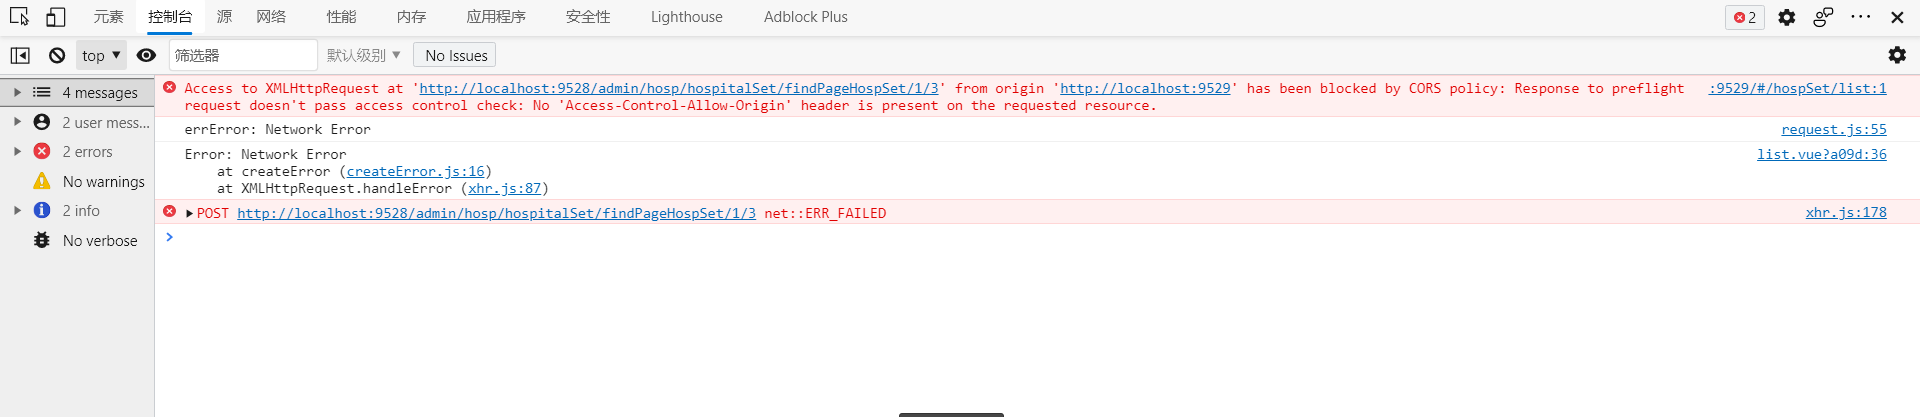 元素 控制台 源 网络 性能 内存 应用程序 安全性 Lighthouse Adblock Plus 2
top 筛选器 默认级别 No Issues
4 messages
2 user mess...
2 errors
No warnings
2 info
No verbose
Access to XMLHttpRequest at 'http://localhost:9528/admin/hosp/hospitalSet/findPageHospSet/1/3' from origin 'http://localhost:9529' has been blocked by CORS policy: Response to preflight :9529/#/hospSet/list:1
request doesn't pass access control check: No 'Access-Control-Allow-Origin' header is present on the requested resource.
errError: Network Error request.js:55
Error: Network Error list.vue?a09d:36
at createError (createError.js:16)
at XMLHttpRequest.handleError (xhr.js:87)
POST http://localhost:9528/admin/hosp/hospitalSet/findPageHospSet/1/3 net::ERR_FAILED xhr.js:178